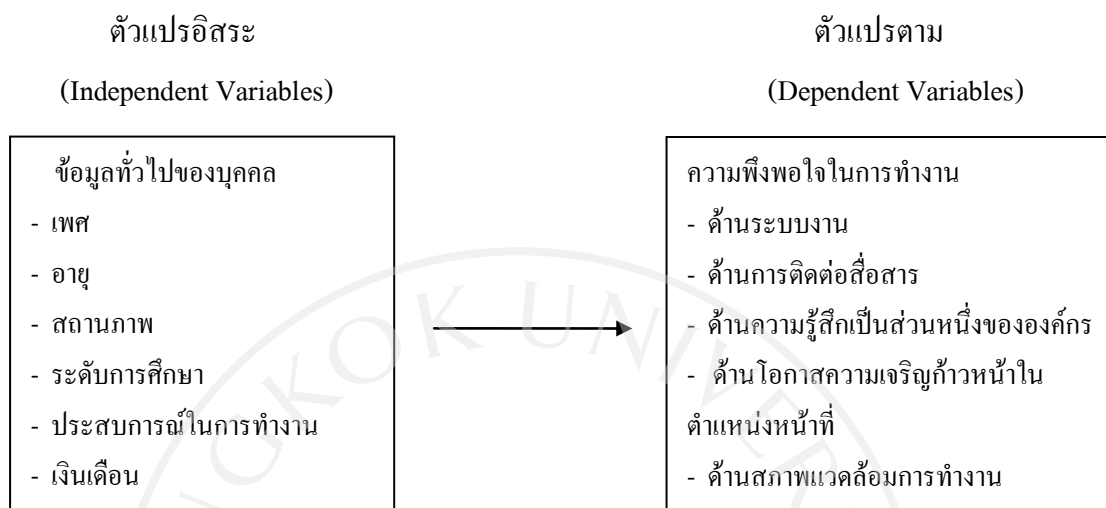 ตัวแปรอิสระ
(Independent Variables)
ข้อมูลทั่วไปของบุคคล
- เพศ
- อายุ
- สถานภาพ
- ระดับการศึกษา
- ประสบการณ์ในการทำงาน
- เงินเดือน
ตัวแปรตาม
(Dependent Variables)
ความพึงพอใจในการทำงาน
- ด้านระบบงาน
- ด้านการติดต่อสื่อสาร
- ด้านความรู้สึกเป็นส่วนหนึ่งขององค์กร
- ด้านโอกาสความเจริญก้าวหน้าใน
ตำแหน่งหน้าที่
- ด้านสภาพแวดล้อมการทำงาน